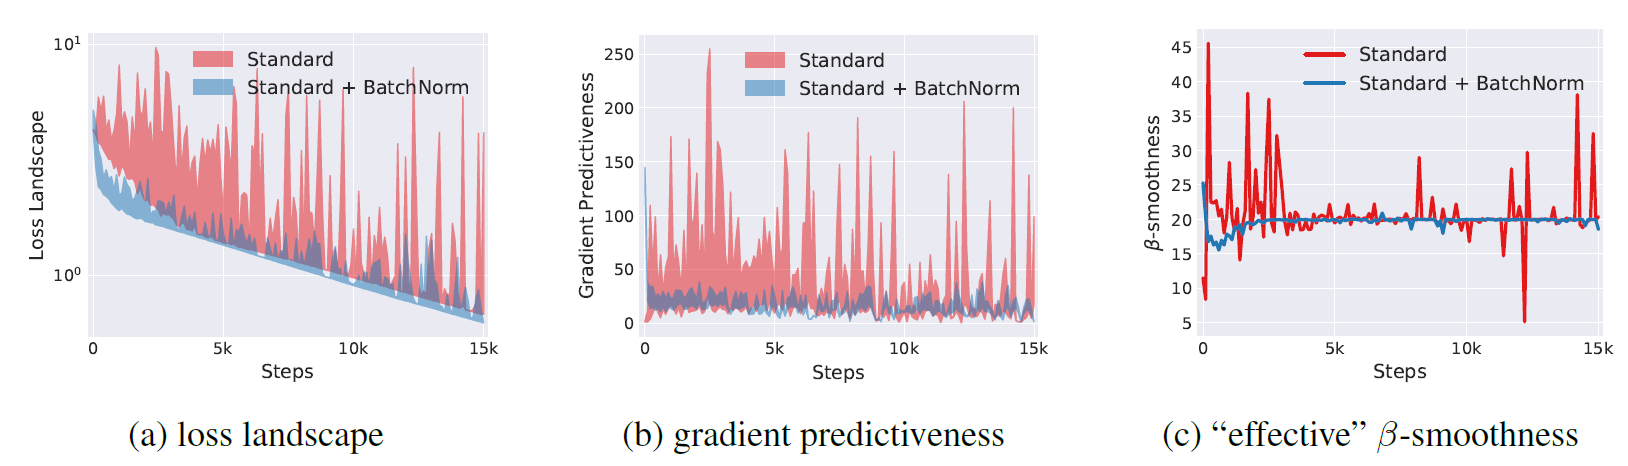 Loss Landscape
10¹
10⁰
Standard
Standard + BatchNorm
0 5k 10k 15k
Steps
(a) loss landscape
Gradient Predictiveness
250
200
150
100
50
0
Standard
Standard + BatchNorm
0 5k 10k 15k
Steps
(b) gradient predictiveness
β-smoothness
45
40
35
30
25
20
15
10
5
Standard
Standard + BatchNorm
0 5k 10k 15k
Steps
(c) “effective” β-smoothness